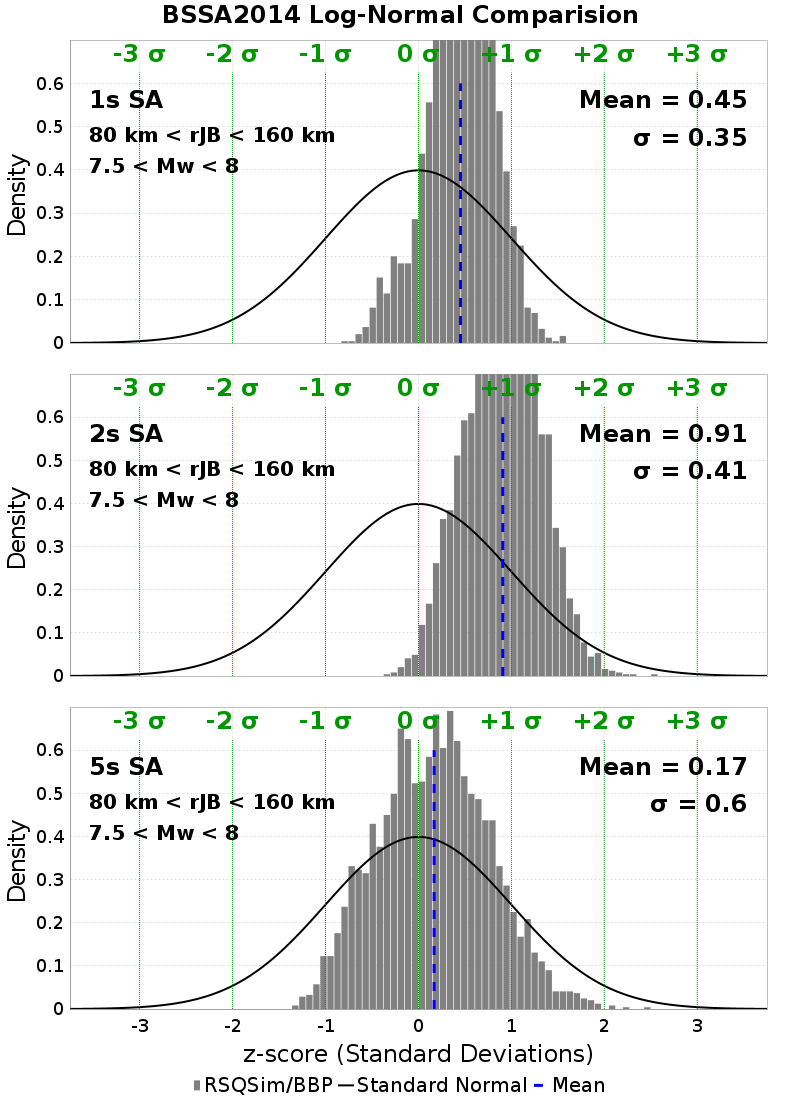 BSSA2014 Log-Normal Comparision
-3 σ -2 σ -1 σ 0 σ +1 σ +2 σ +3 σ
1s SA Mean = 0.45
80 km < rJB < 160 km σ = 0.35
7.5 < Mw < 8
Density
0.6
0.5
0.4
0.3
0.2
0.1
0
-3 σ -2 σ -1 σ 0 σ +1 σ +2 σ +3 σ
2s SA Mean = 0.91
80 km < rJB < 160 km σ = 0.41
7.5 < Mw < 8
Density
0.6
0.5
0.4
0.3
0.2
0.1
0
-3 σ -2 σ -1 σ 0 σ +1 σ +2 σ +3 σ
5s SA Mean = 0.17
80 km < rJB < 160 km σ = 0.6
7.5 < Mw < 8
Density
0.6
0.5
0.4
0.3
0.2
0.1
0
-3 -2 -1 0 1 2 3
z-score (Standard Deviations)
RSQSim/BBP Standard Normal Mean